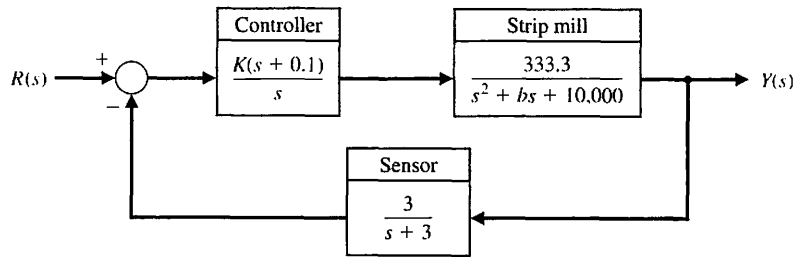 Controller
Strip mill
+
R(s)
K(s + 0.1)
s
333.3
s² + bs + 10,000
Y(s)
−
Sensor
3
s + 3